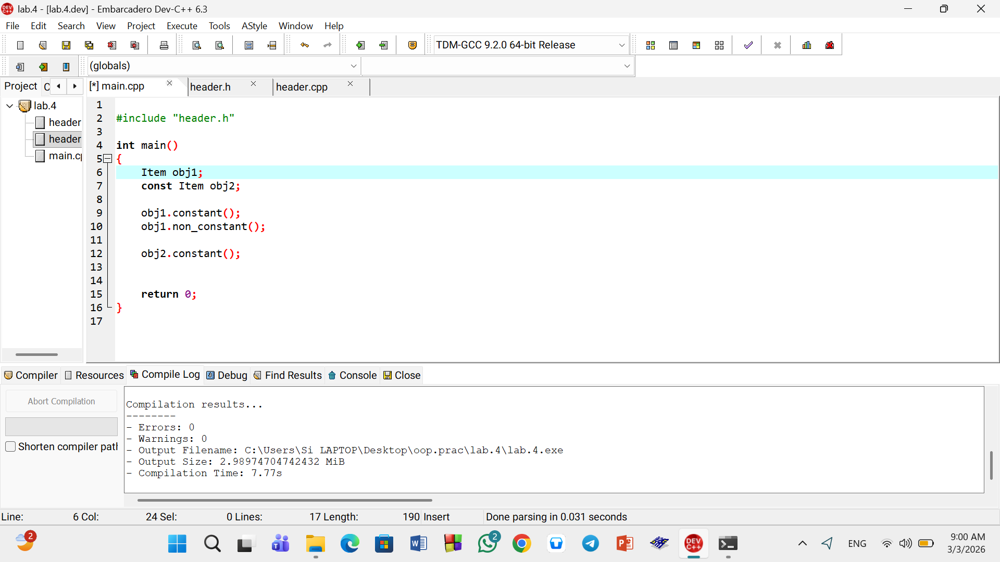 lab.4 - [lab.4.dev] - Embarcadero Dev-C++ 6.3
File Edit Search View Project Execute Tools AStyle Window Help
TDM-GCC 9.2.0 64-bit Release
(globals)
Project
[*] main.cpp
header.h
header.cpp
lab.4
header
header
main.cp
1
2 #include "header.h"
3
4 int main()
5 {
6 Item obj1;
7 const Item obj2;
8
9 obj1.constant();
10 obj1.non_constant();
11
12 obj2.constant();
13
14
15 return 0;
16 }
17
Compiler Resources Compile Log Debug Find Results Console Close
Abort Compilation
Shorten compiler path
Compilation results...
--------
- Errors: 0
- Warnings: 0
- Output Filename: C:\Users\Si LAPTOP\Desktop\oop.prac\lab.4\lab.4.exe
- Output Size: 2.98974704742432 MiB
- Compilation Time: 7.77s
Line: 6 Col: 24 Sel: 0 Lines: 17 Length: 190 Insert Done parsing in 0.031 seconds
2
2
DEV C++
ENG
9:00 AM
3/3/2026